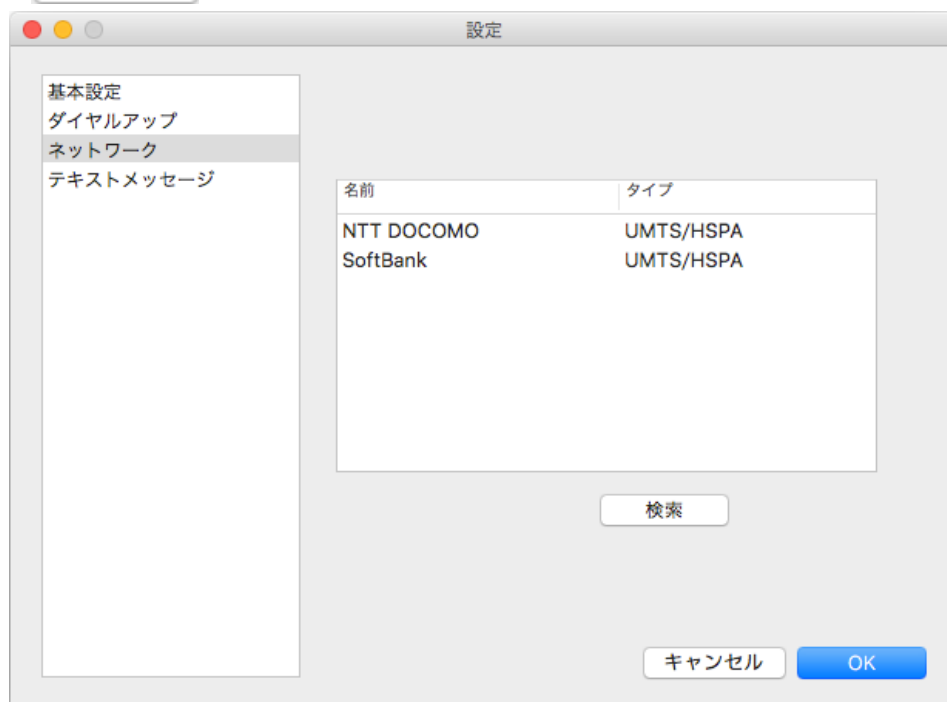 設定
基本設定
ダイヤルアップ
ネットワーク
テキストメッセージ
名前 タイプ
NTT DOCOMO UMTS/HSPA
SoftBank UMTS/HSPA
検索
キャンセル OK